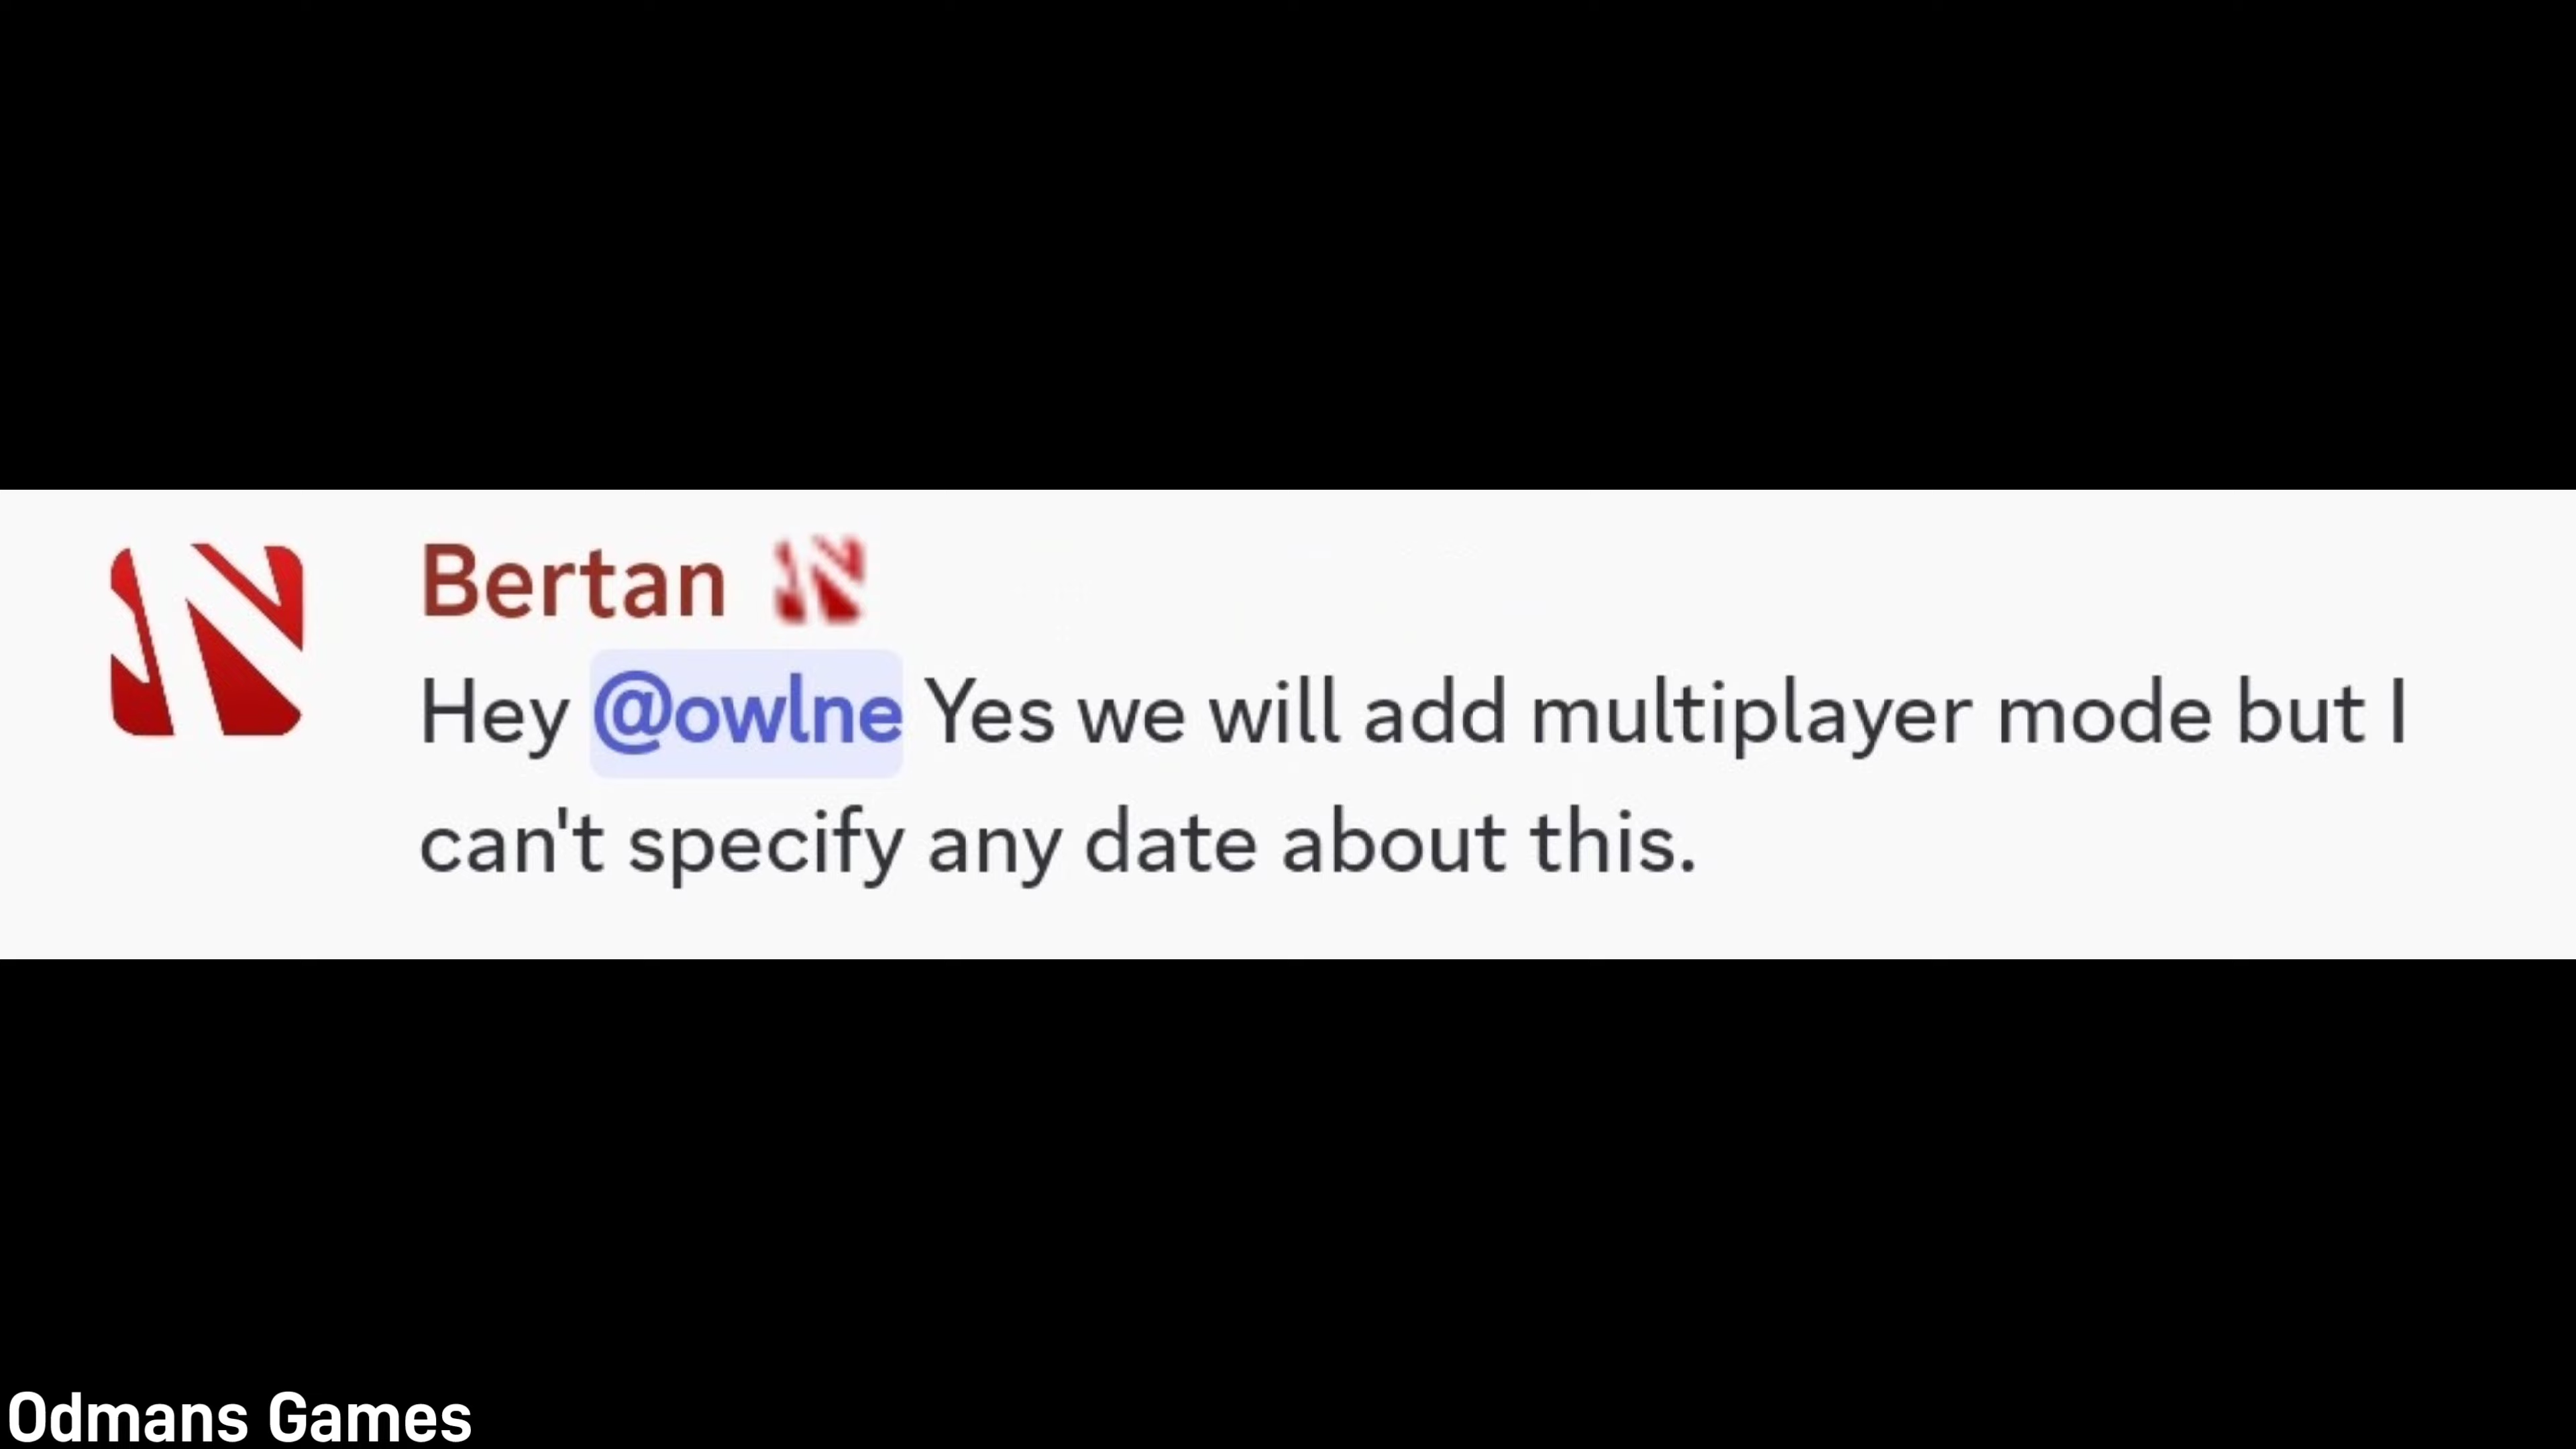 Bertan
Hey @owlne Yes we will add multiplayer mode but I
can't specify any date about this.
Odmans Games